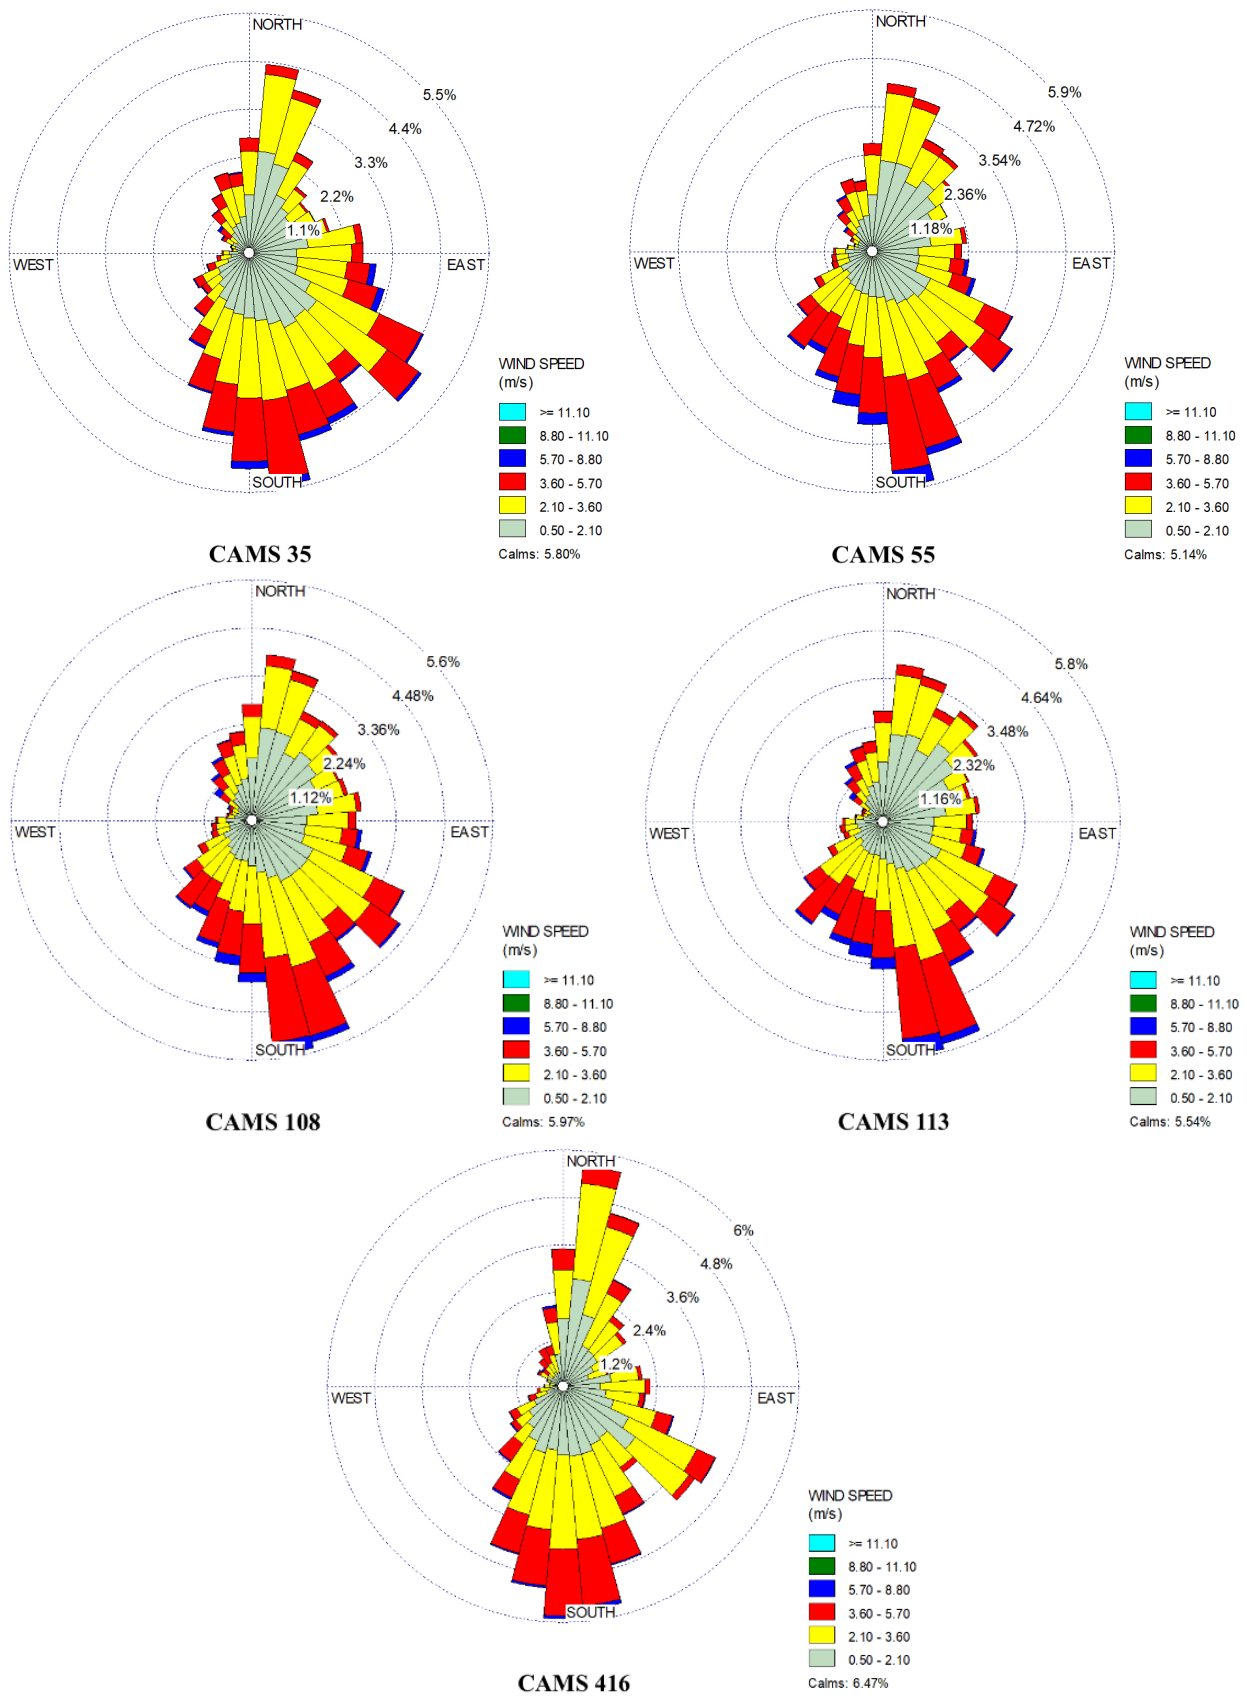 NORTH
5.5%
4.4%
3.3%
2.2%
1.1%
WEST
EAST
SOUTH
WIND SPEED
(m/s)
>= 11.10
8.80 - 11.10
5.70 - 8.80
3.60 - 5.70
2.10 - 3.60
0.50 - 2.10
Calms: 5.80%
CAMS 35
NORTH
5.9%
4.72%
3.54%
2.36%
1.18%
WEST
EAST
SOUTH
WIND SPEED
(m/s)
>= 11.10
8.80 - 11.10
5.70 - 8.80
3.60 - 5.70
2.10 - 3.60
0.50 - 2.10
Calms: 5.14%
CAMS 55
NORTH
5.6%
4.48%
3.36%
2.24%
1.12%
WEST
EAST
SOUTH
WIND SPEED
(m/s)
>= 11.10
8.80 - 11.10
5.70 - 8.80
3.60 - 5.70
2.10 - 3.60
0.50 - 2.10
Calms: 5.97%
CAMS 108
NORTH
5.8%
4.64%
3.48%
2.32%
1.16%
WEST
EAST
SOUTH
WIND SPEED
(m/s)
>= 11.10
8.80 - 11.10
5.70 - 8.80
3.60 - 5.70
2.10 - 3.60
0.50 - 2.10
Calms: 5.54%
CAMS 113
NORTH
6%
4.8%
3.6%
2.4%
1.2%
WEST
EAST
SOUTH
WIND SPEED
(m/s)
>= 11.10
8.80 - 11.10
5.70 - 8.80
3.60 - 5.70
2.10 - 3.60
0.50 - 2.10
Calms: 6.47%
CAMS 416